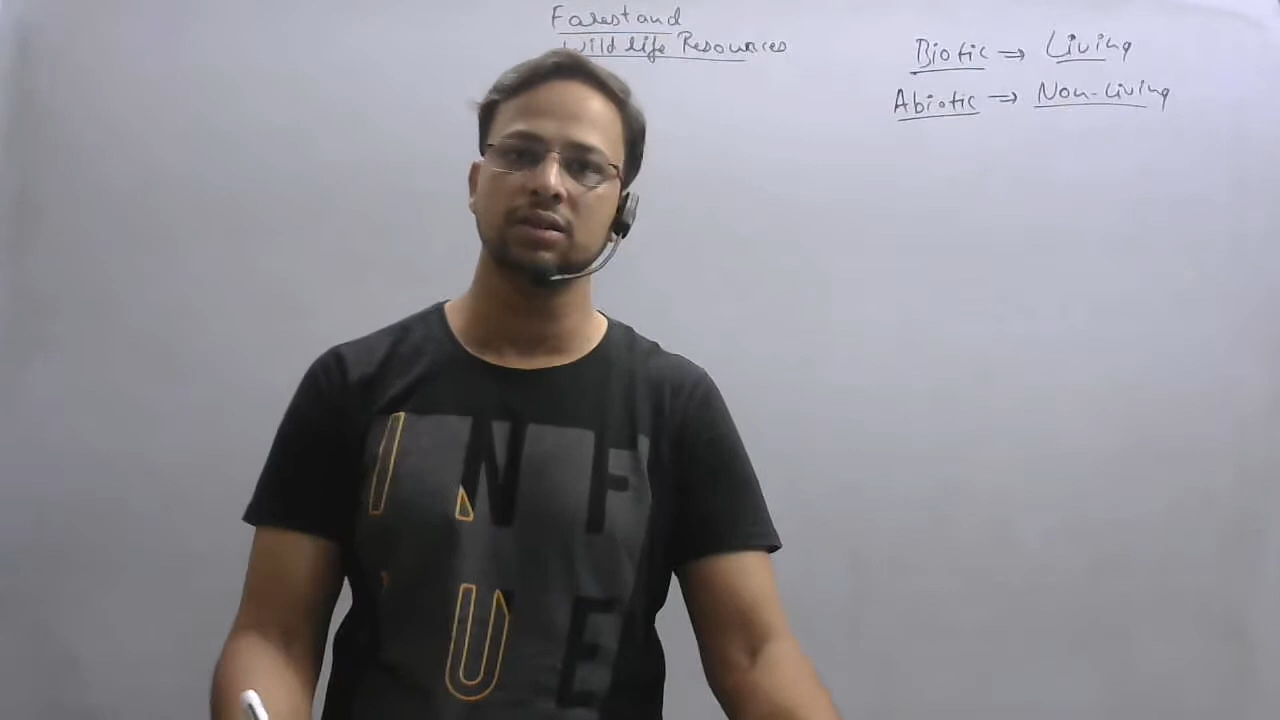 Forest and
Wild life Resources
Biotic ⇒ Living
Abiotic ⇒ Non-Living
I N F
U E